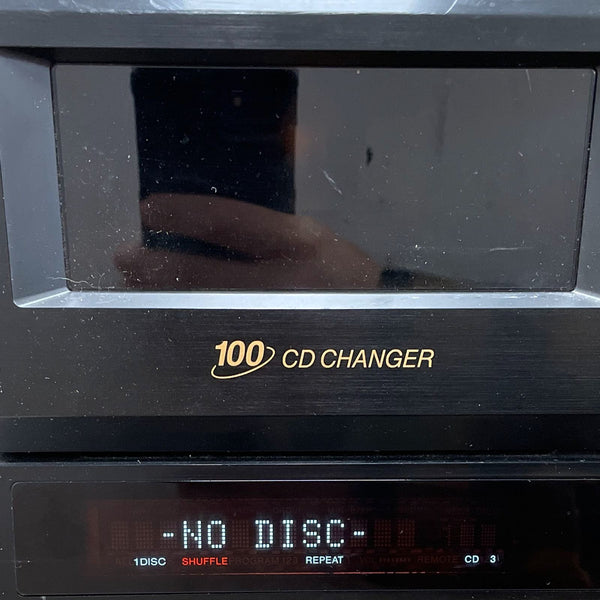 100 CD CHANGER
-NO DISC-
1DISC SHUFFLE REPEAT CD 3